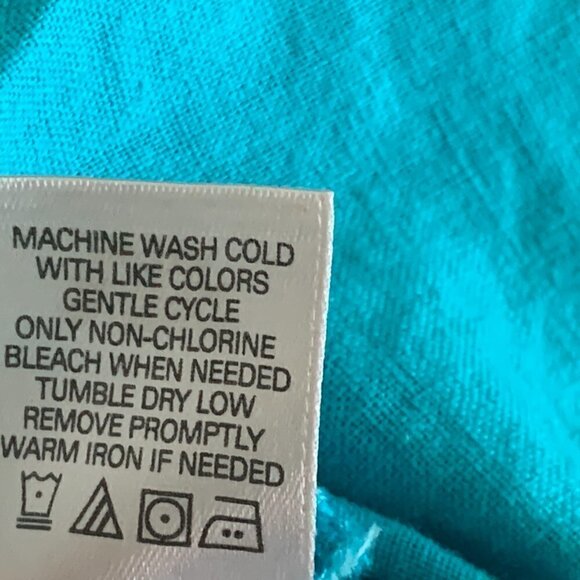 MACHINE WASH COLD
WITH LIKE COLORS
GENTLE CYCLE
ONLY NON-CHLORINE
BLEACH WHEN NEEDED
TUMBLE DRY LOW
REMOVE PROMPTLY
WARM IRON IF NEEDED